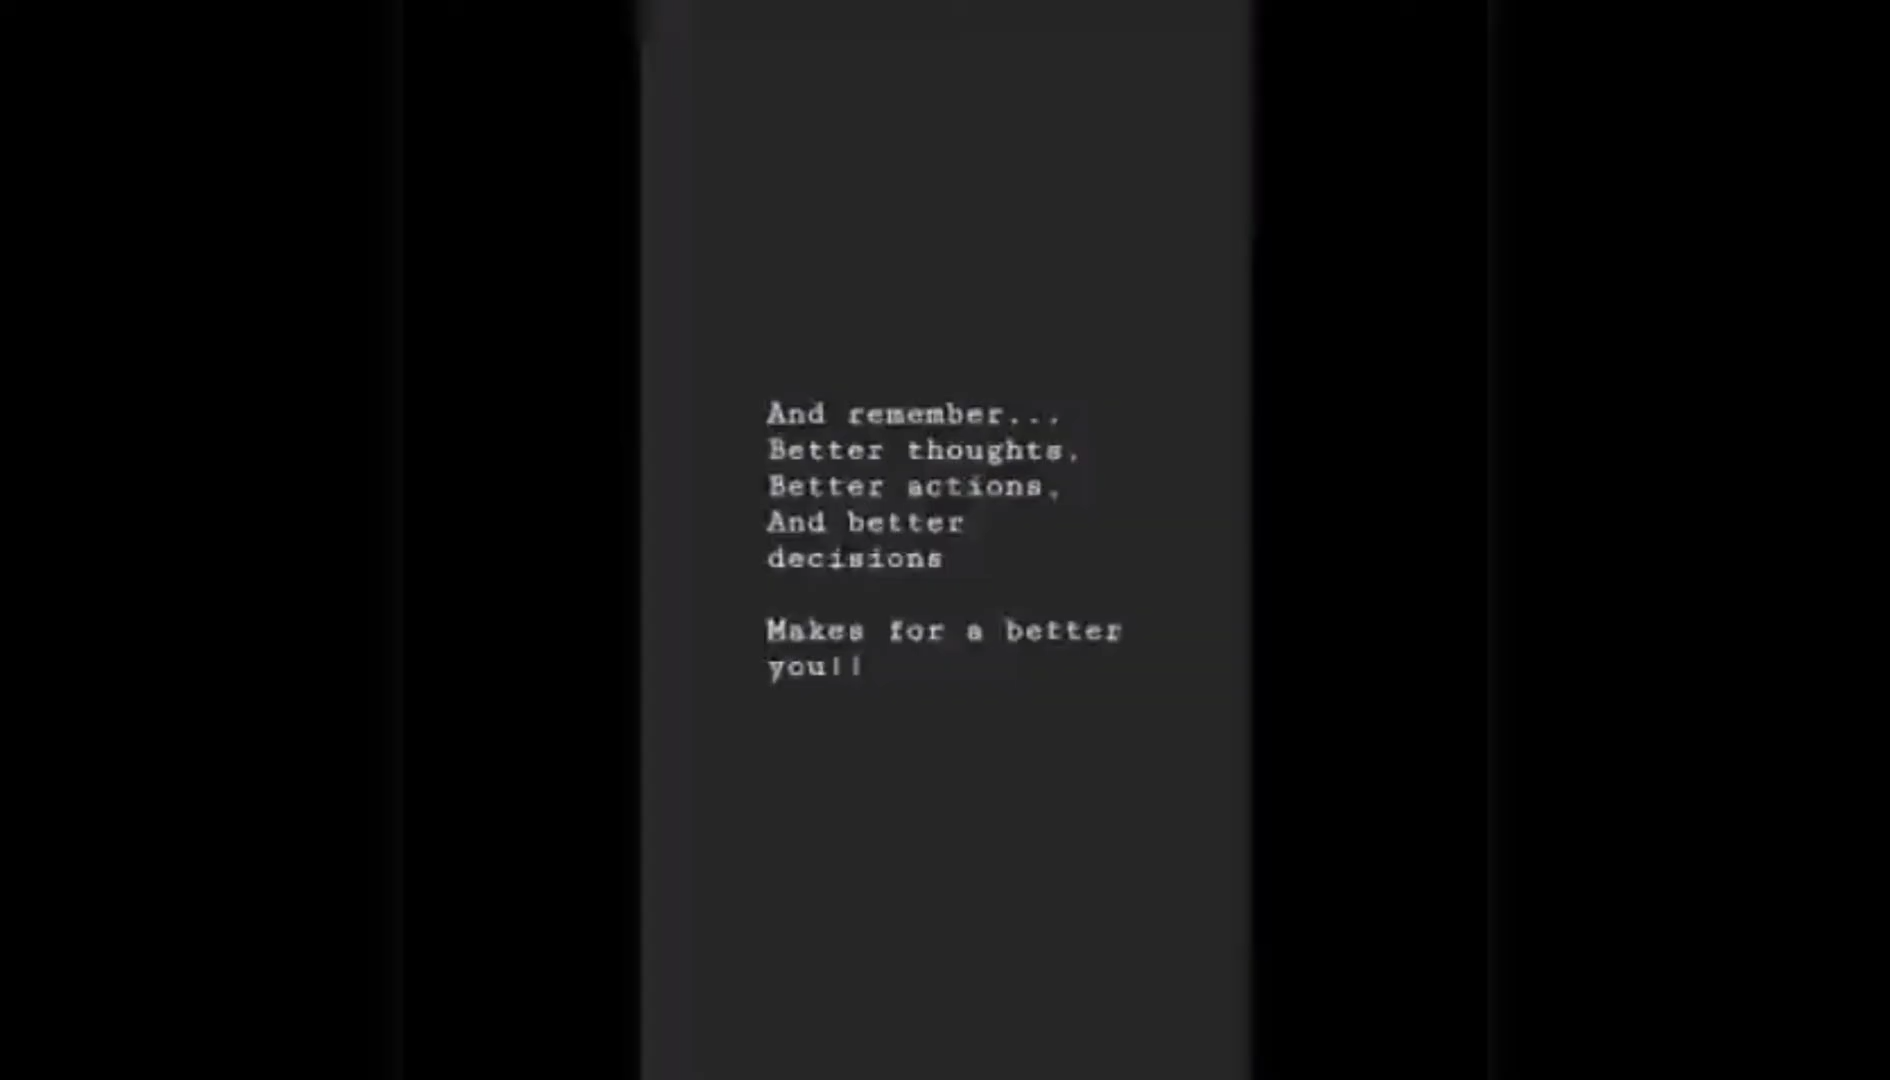 And remember...
Better thoughts,
Better actions,
And better
decisions
Makes for a better
you!!